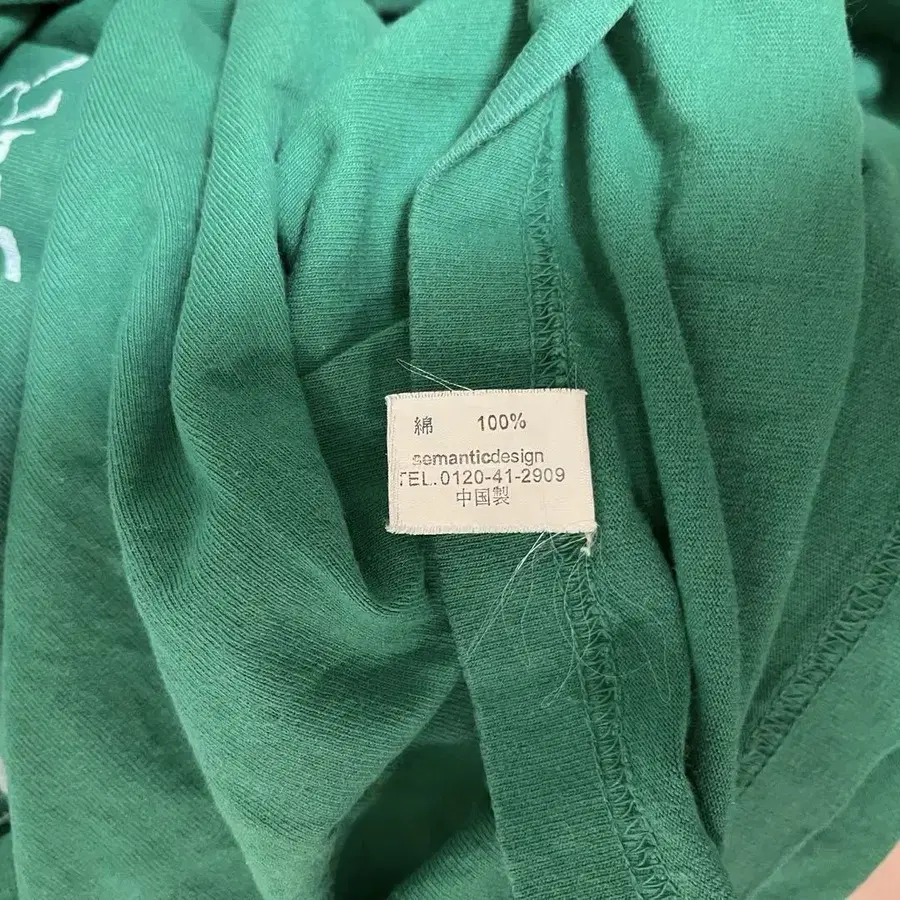 綿 100%
semanticdesign
TEL.0120-41-2909
中国製